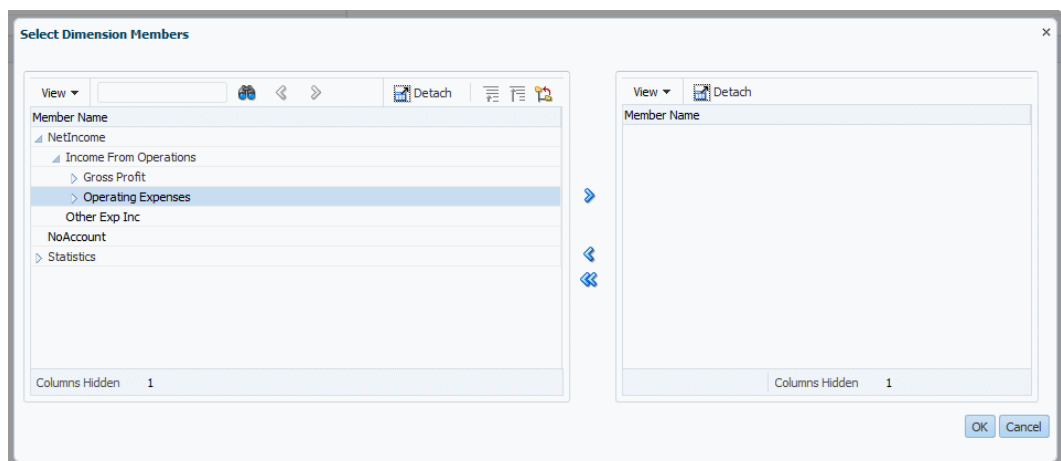 Select Dimension Members
View
Detach
Member Name
NetIncome
Income From Operations
Gross Profit
Operating Expenses
Other Exp Inc
NoAccount
Statistics
Columns Hidden 1
View
Detach
Member Name
Columns Hidden 1
OK Cancel